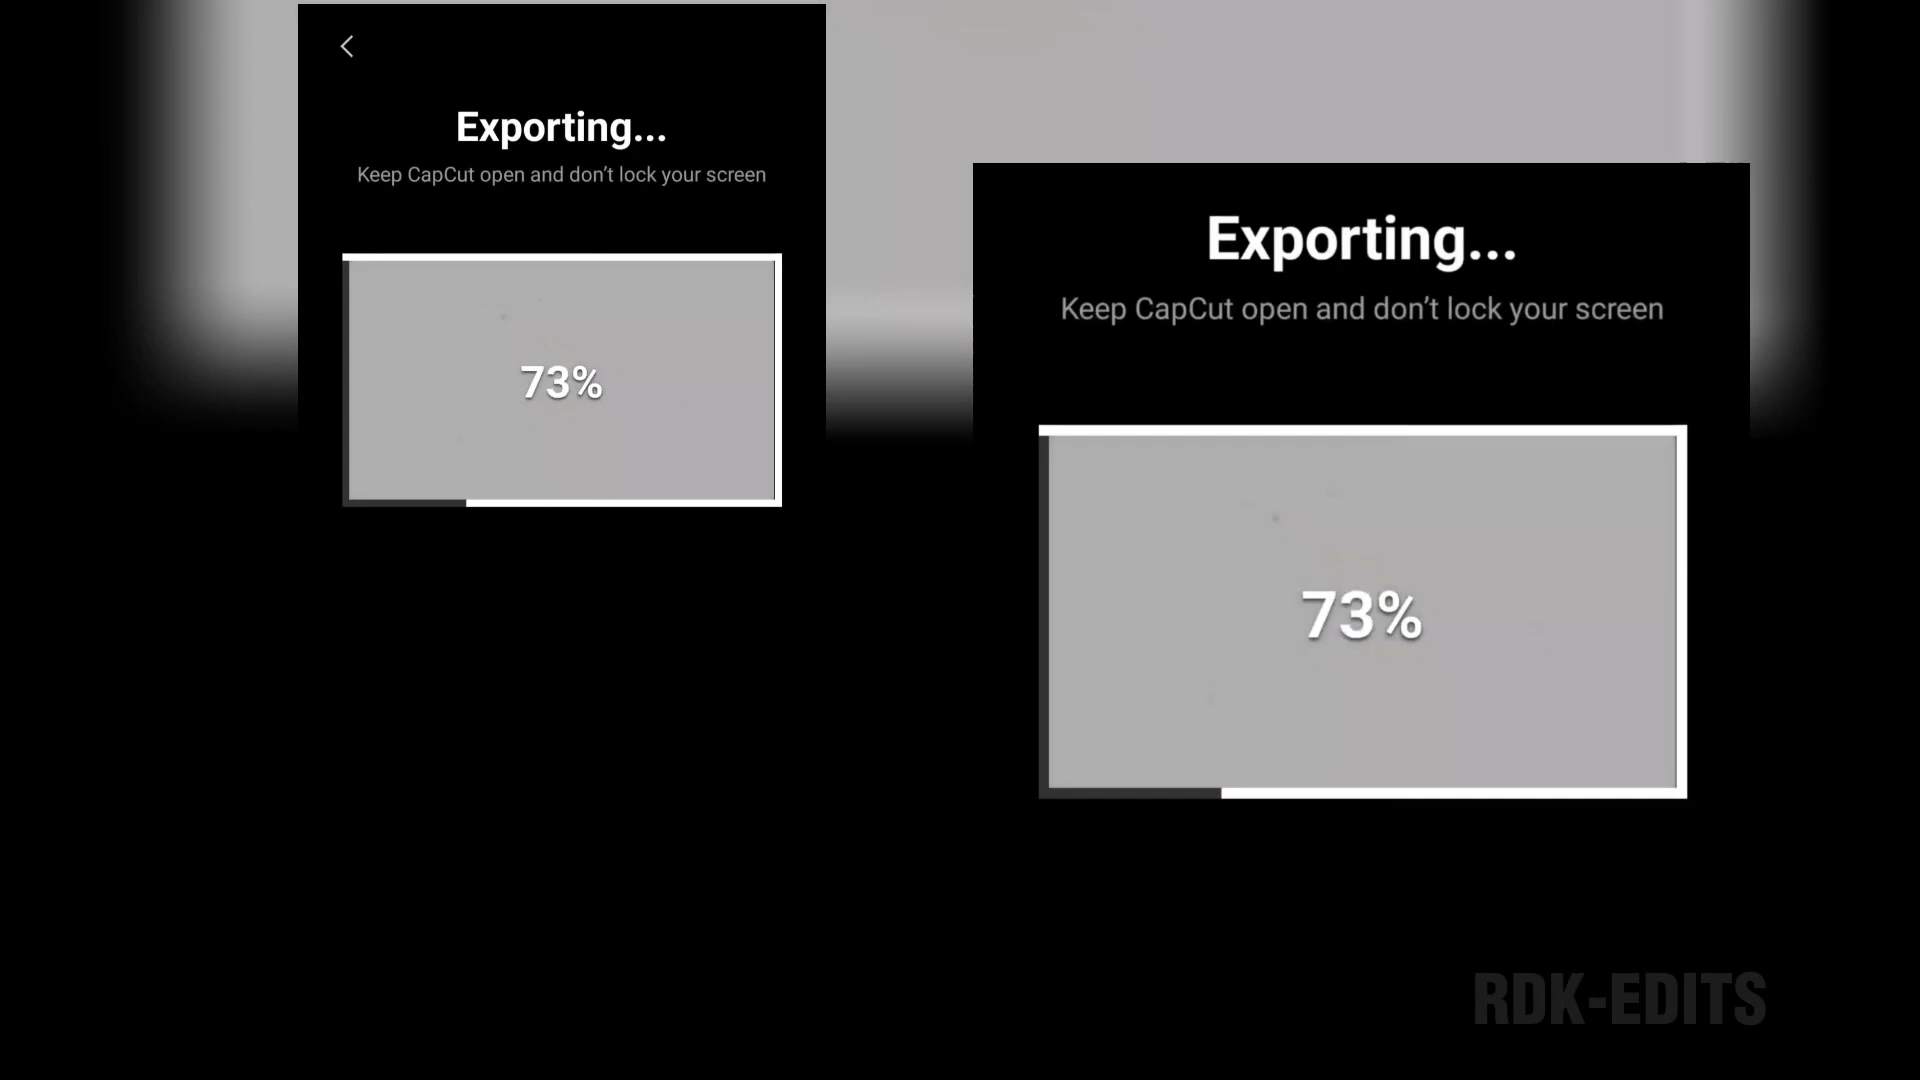 Exporting...
Keep CapCut open and don't lock your screen
73%
Exporting...
Keep CapCut open and don't lock your screen
73%
RDK-EDITS